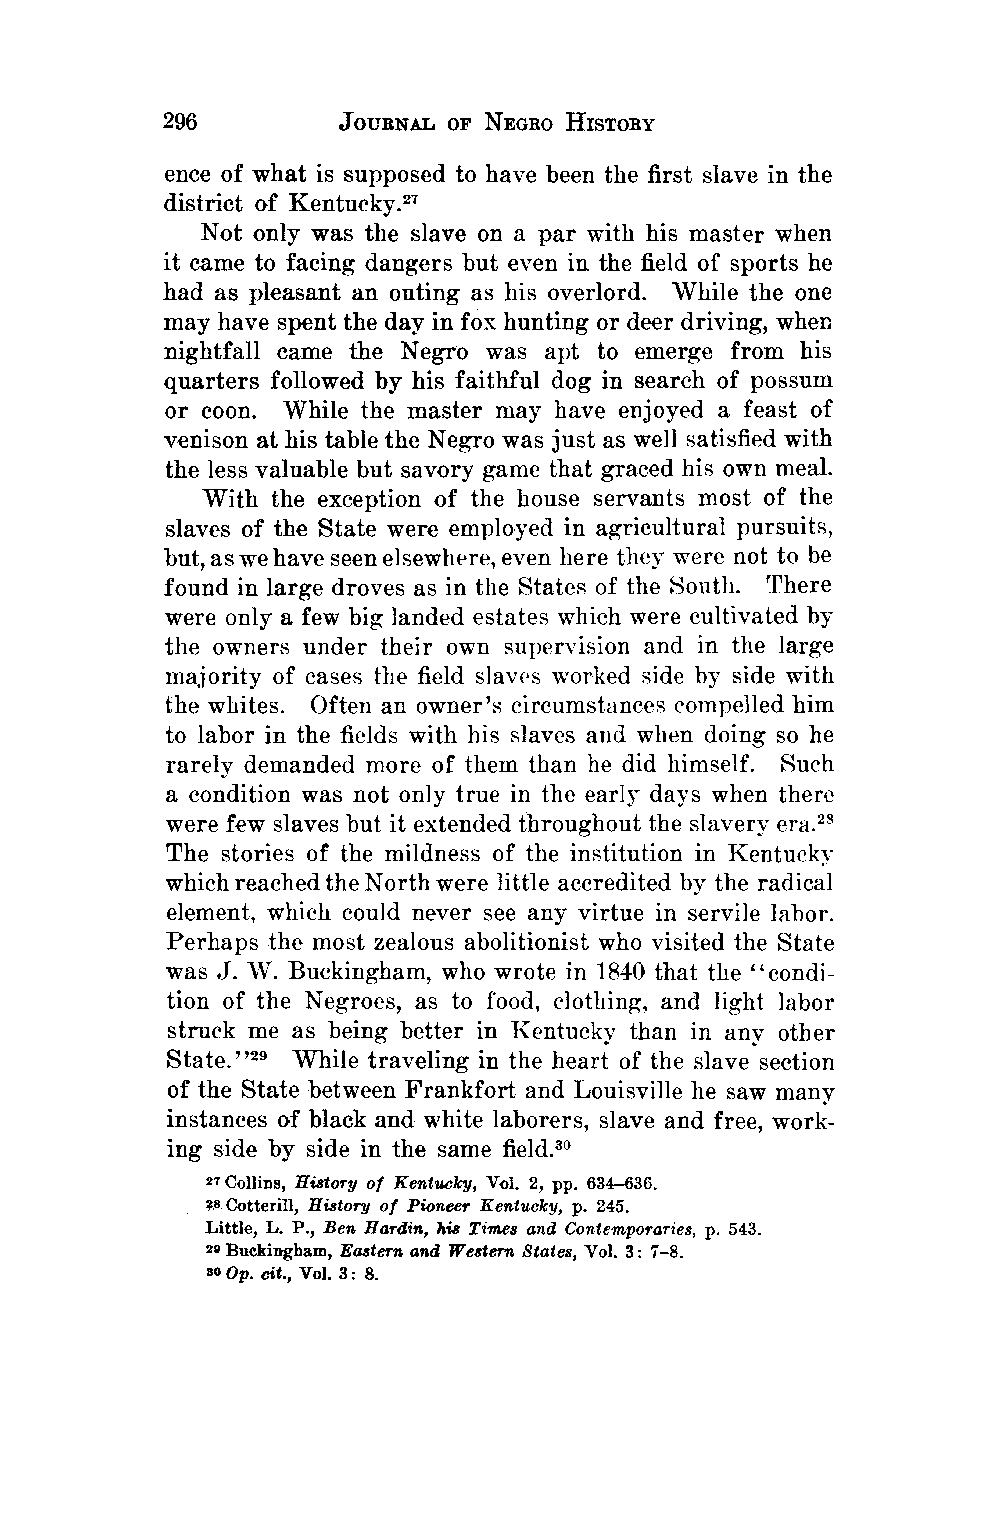 296 JOURNAL OF NEGRO HISTORY
ence of what is supposed to have been the first slave in the
district of Kentucky.²⁷
Not only was the slave on a par with his master when
it came to facing dangers but even in the field of sports he
had as pleasant an outing as his overlord. While the one
may have spent the day in fox hunting or deer driving, when
nightfall came the Negro was apt to emerge from his
quarters followed by his faithful dog in search of possum
or coon. While the master may have enjoyed a feast of
venison at his table the Negro was just as well satisfied with
the less valuable but savory game that graced his own meal.
With the exception of the house servants most of the
slaves of the State were employed in agricultural pursuits,
but, as we have seen elsewhere, even here they were not to be
found in large droves as in the States of the South. There
were only a few big landed estates which were cultivated by
the owners under their own supervision and in the large
majority of cases the field slaves worked side by side with
the whites. Often an owner's circumstances compelled him
to labor in the fields with his slaves and when doing so he
rarely demanded more of them than he did himself. Such
a condition was not only true in the early days when there
were few slaves but it extended throughout the slavery era.²⁸
The stories of the mildness of the institution in Kentucky
which reached the North were little accredited by the radical
element, which could never see any virtue in servile labor.
Perhaps the most zealous abolitionist who visited the State
was J. W. Buckingham, who wrote in 1840 that the "condi-
tion of the Negroes, as to food, clothing, and light labor
struck me as being better in Kentucky than in any other
State."²⁹ While traveling in the heart of the slave section
of the State between Frankfort and Louisville he saw many
instances of black and white laborers, slave and free, work-
ing side by side in the same field.³⁰
²⁷ Collins, History of Kentucky, Vol. 2, pp. 634–636.
²⁸ Cotterill, History of Pioneer Kentucky, p. 245.
Little, L. P., Ben Hardin, his Times and Contemporaries, p. 543.
²⁹ Buckingham, Eastern and Western States, Vol. 3: 7–8.
³⁰ Op. cit., Vol. 3: 8.